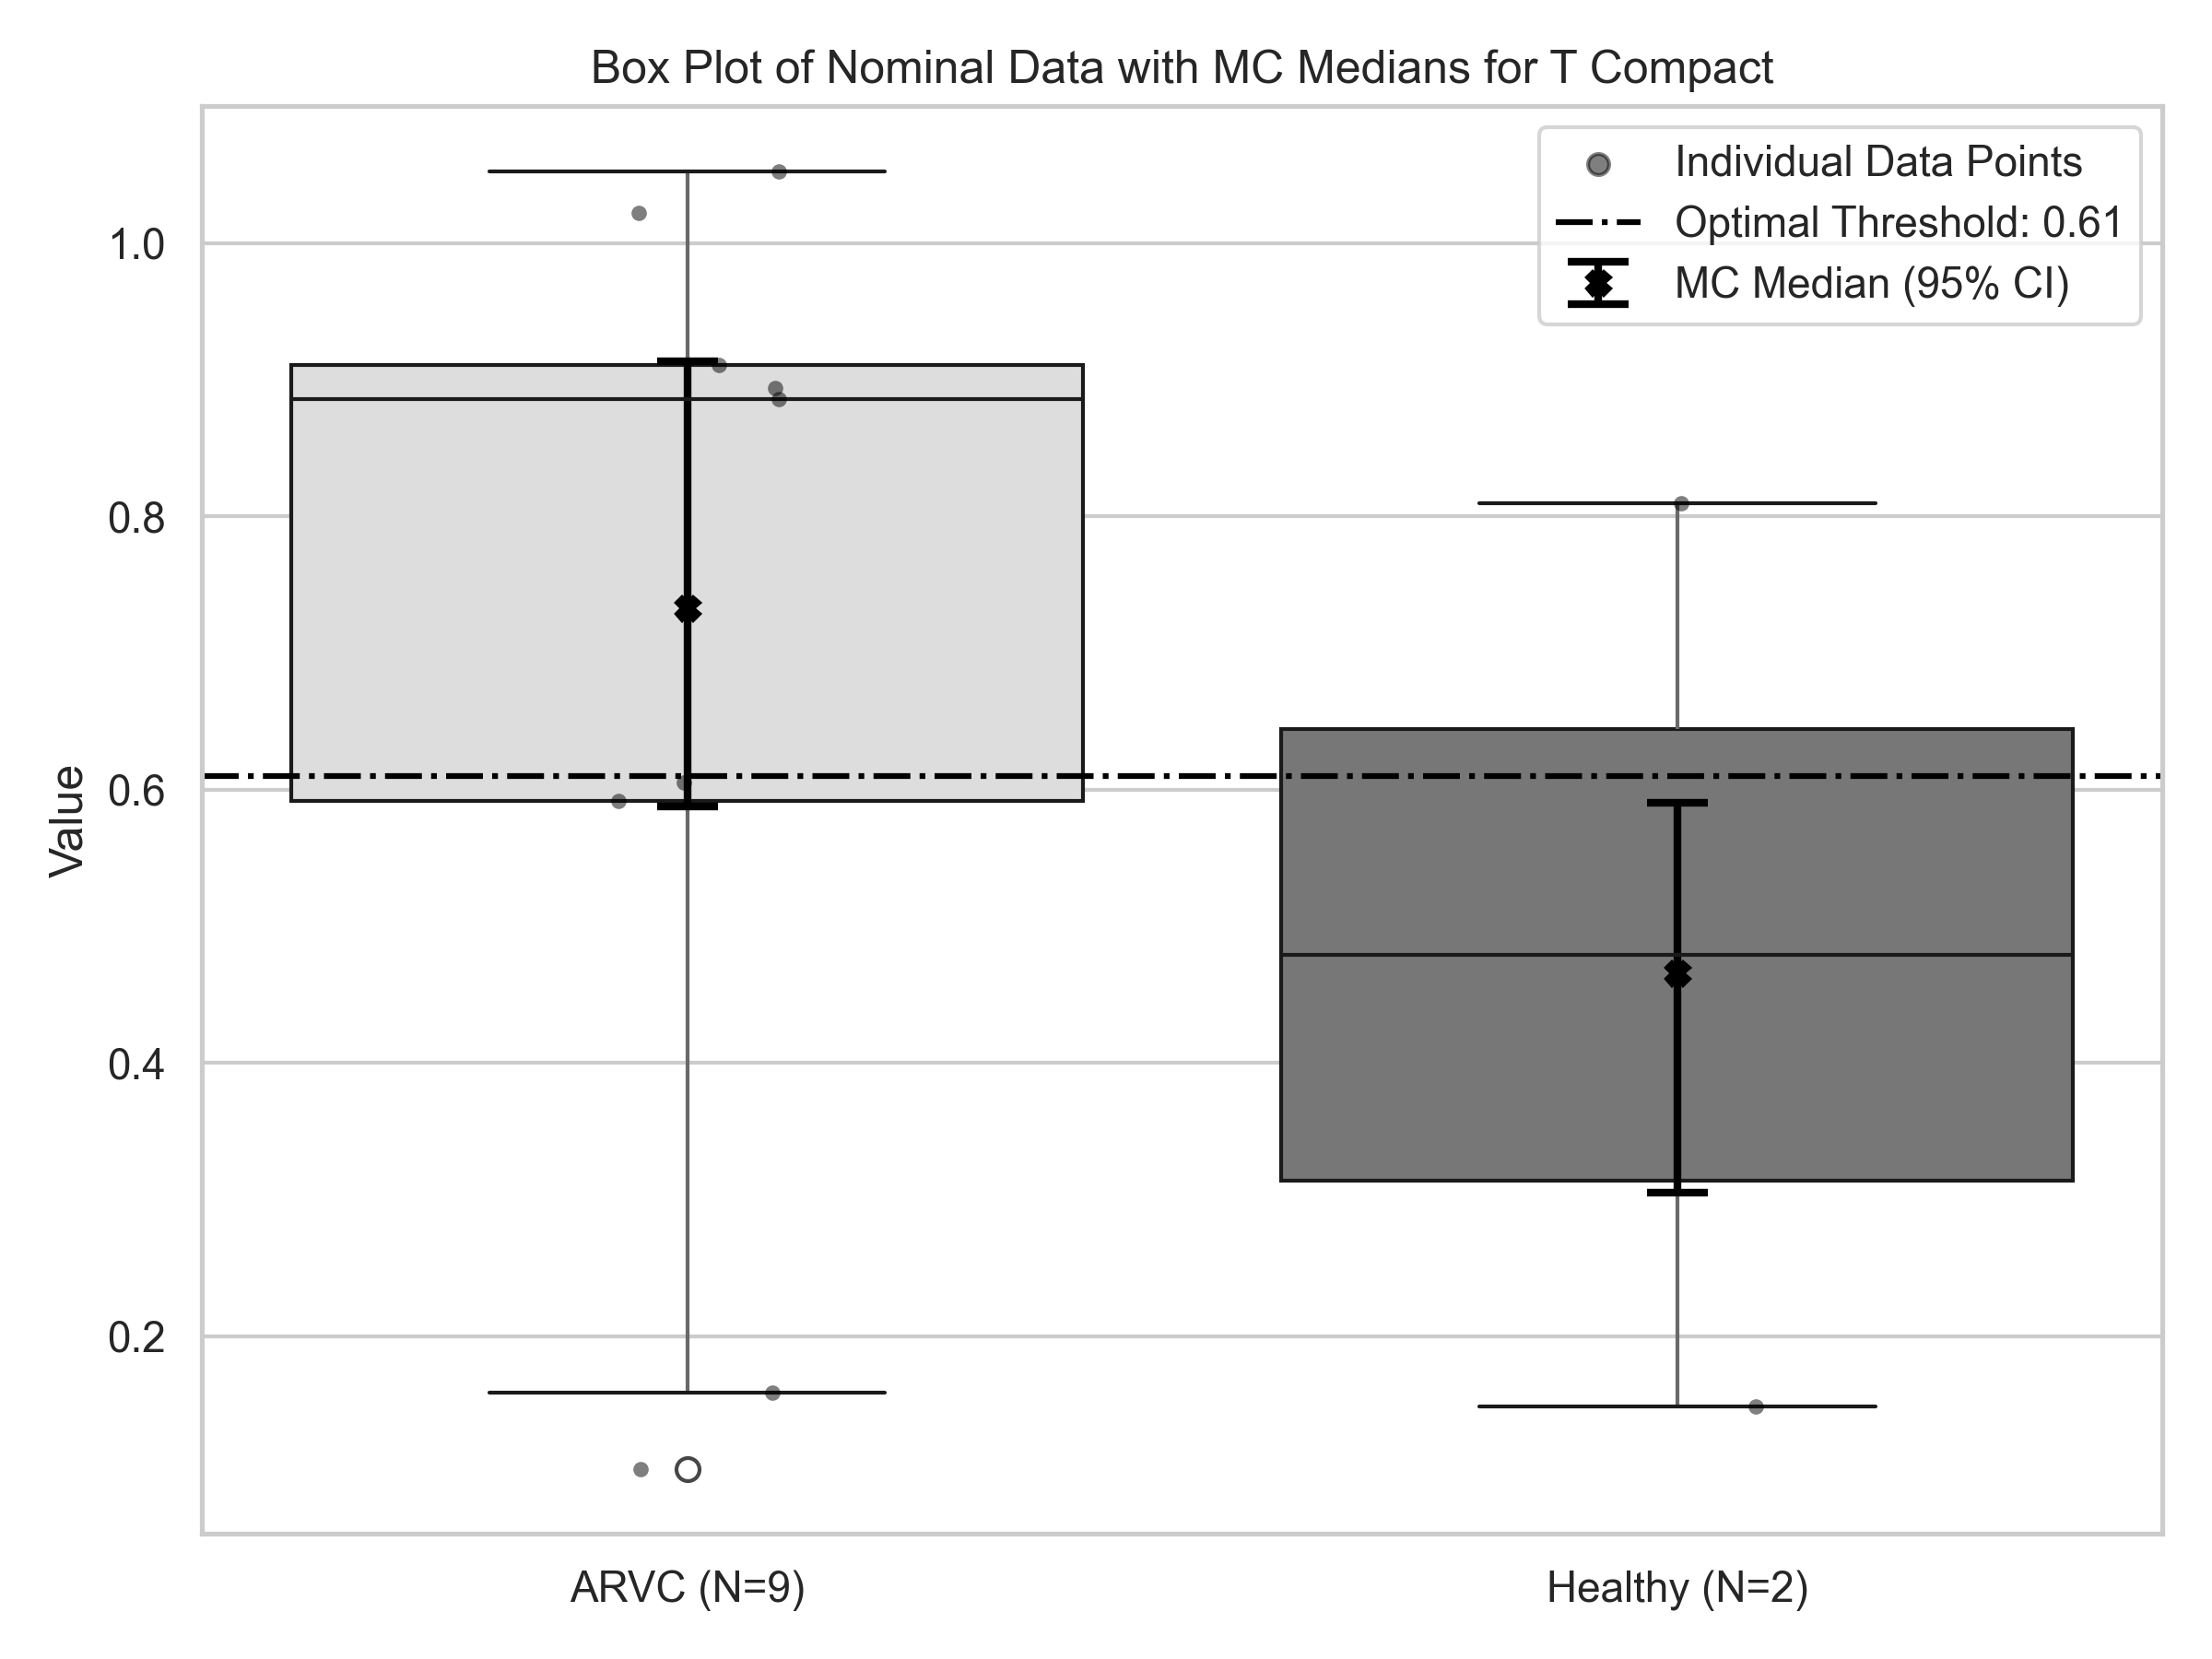 Box Plot of Nominal Data with MC Medians for T Compact
Individual Data Points
Optimal Threshold: 0.61
MC Median (95% CI)
Value
1.0
0.8
0.6
0.4
0.2
ARVC (N=9)
Healthy (N=2)